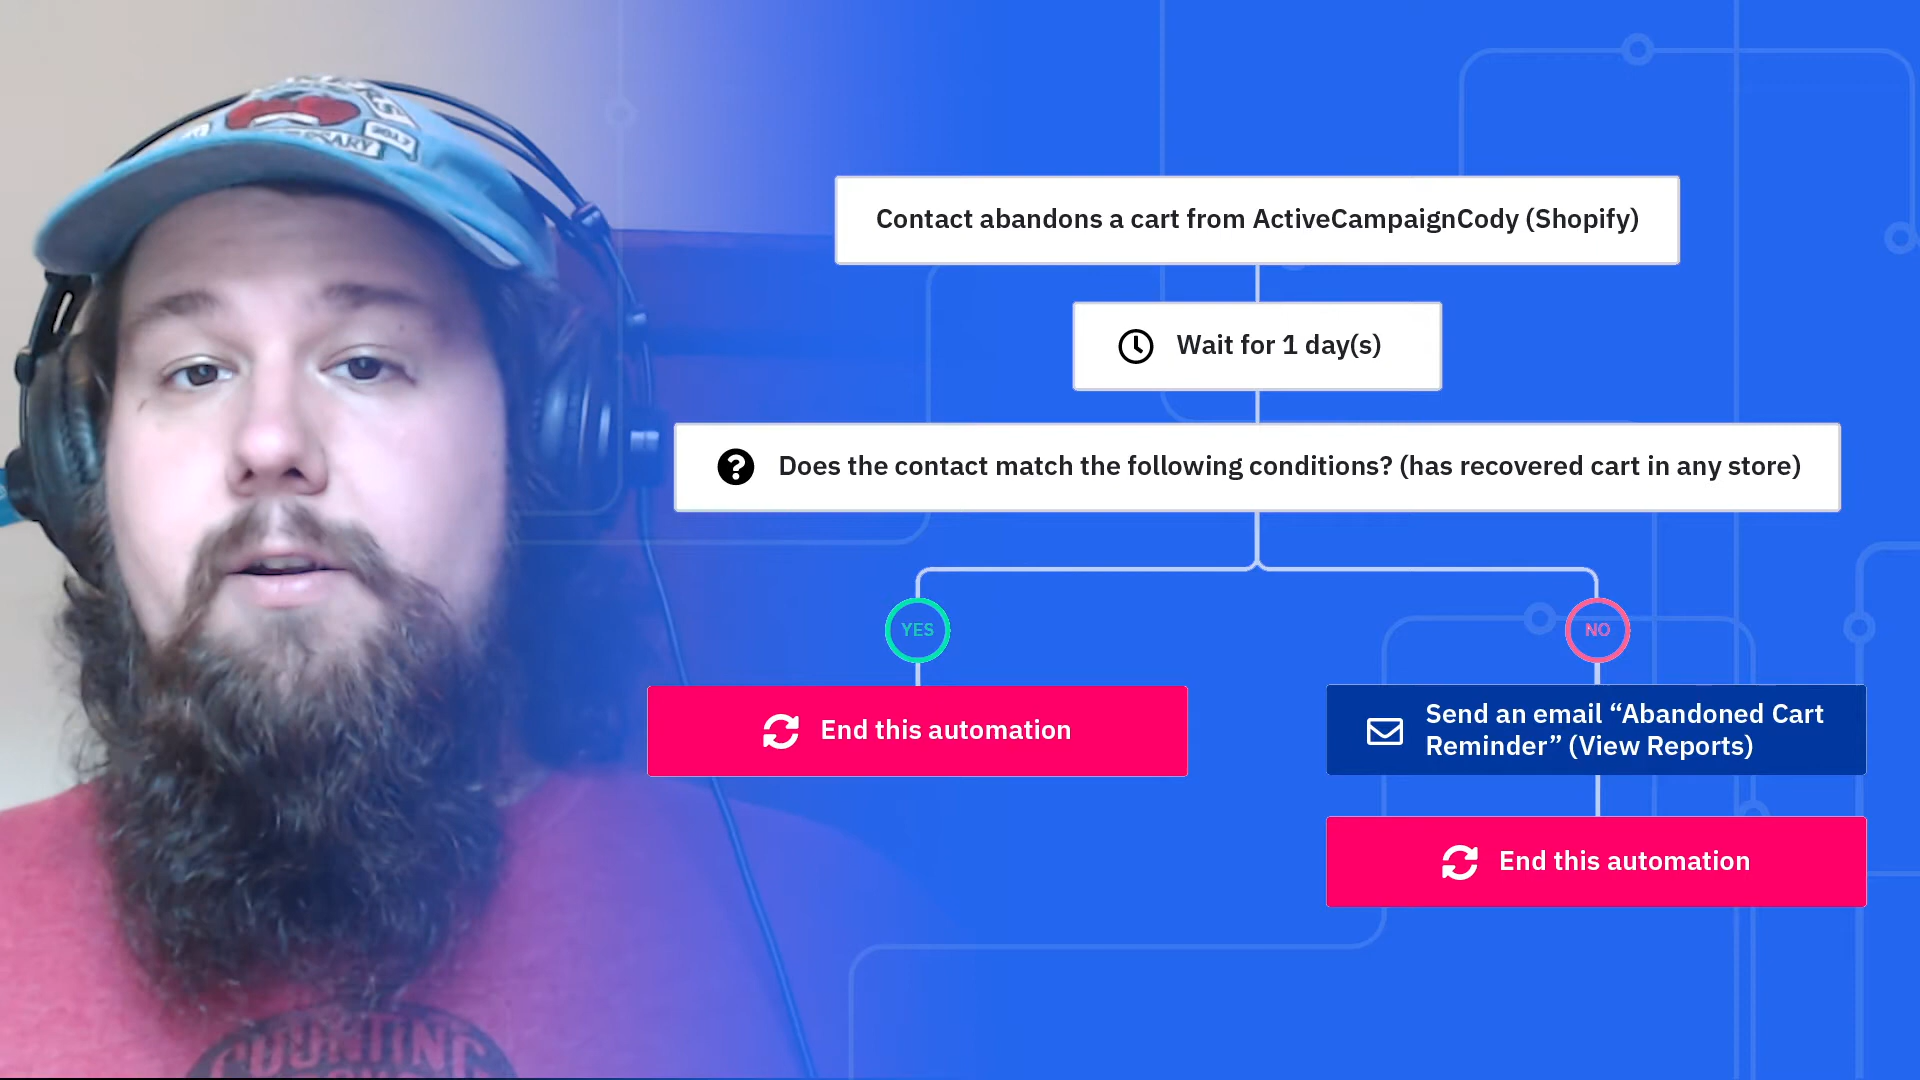 2017
Contact abandons a cart from ActiveCampaignCody (Shopify)
Wait for 1 day(s)
Does the contact match the following conditions? (has recovered cart in any store)
YES
NO
End this automation
Send an email “Abandoned Cart
Reminder” (View Reports)
End this automation